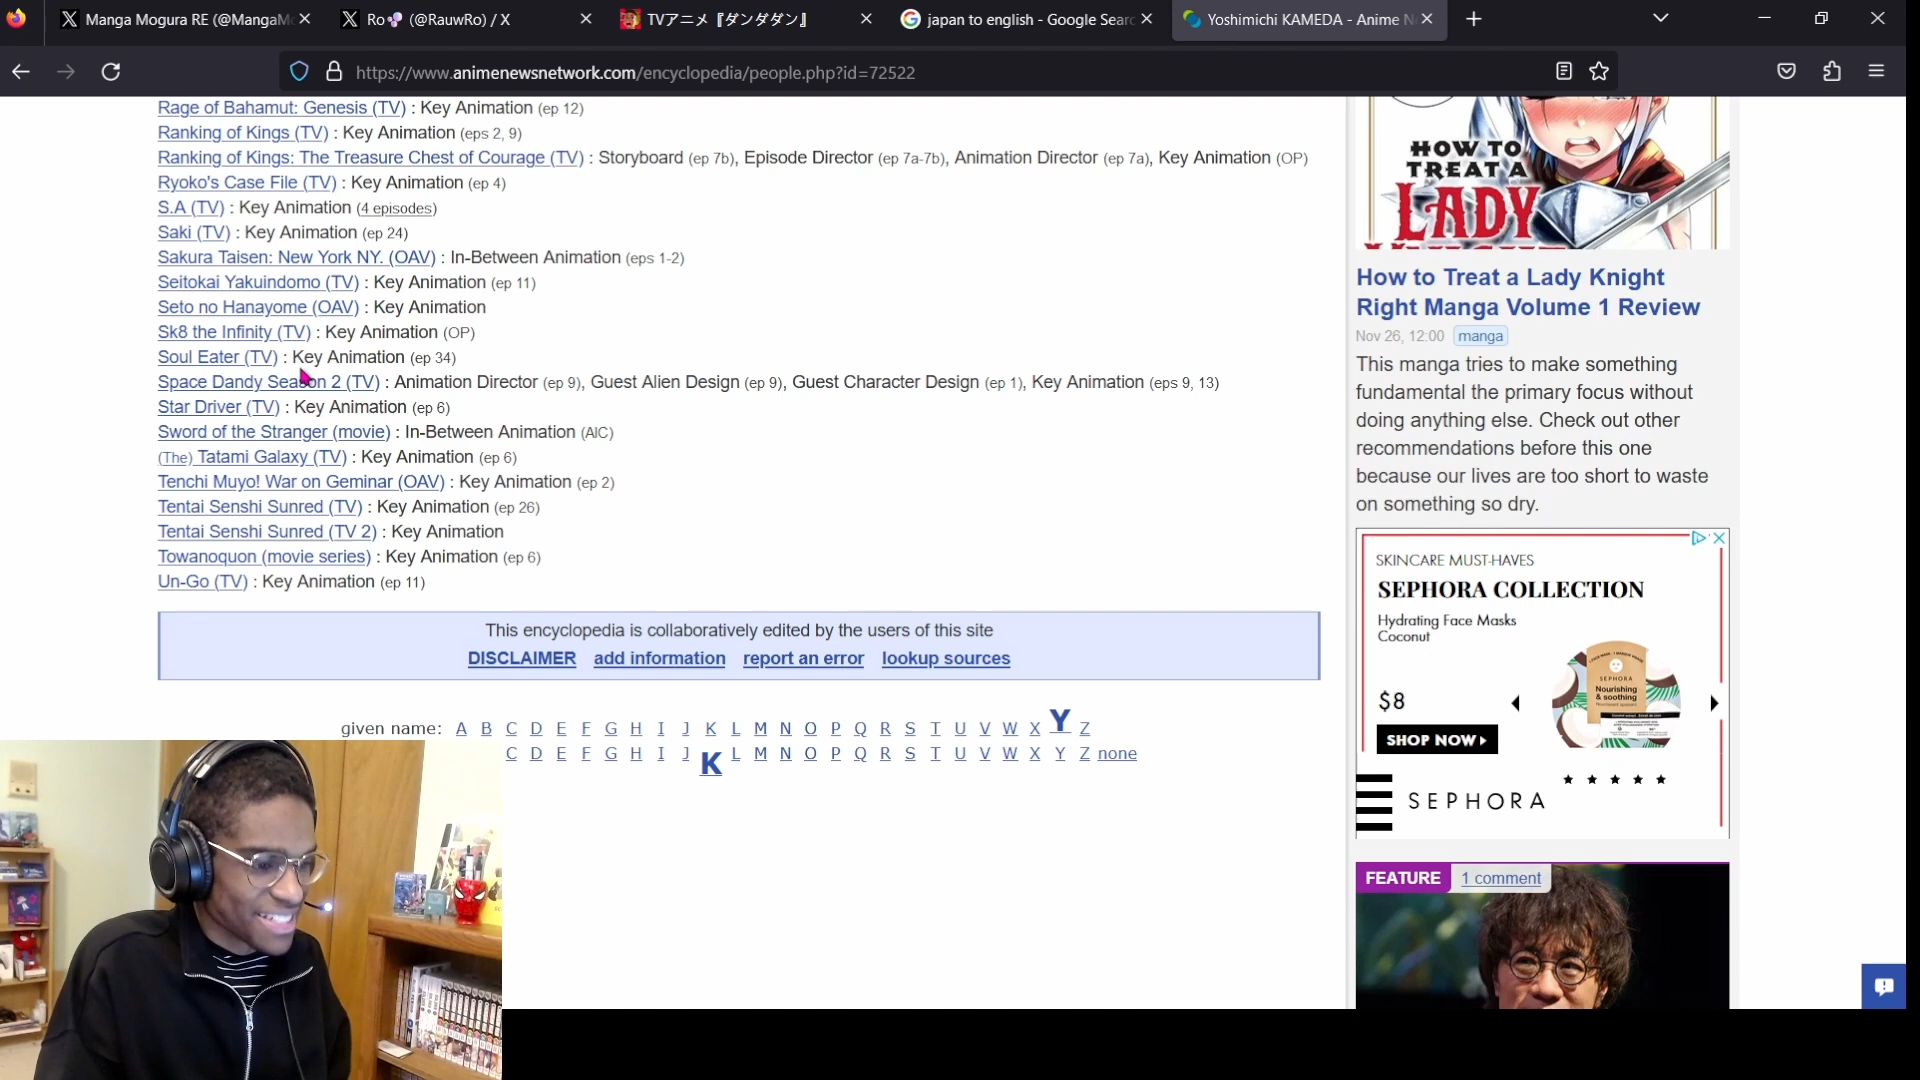 Manga Mogura RE (@MangaMo
Ro (@RauwRo) / X
TVアニメ『ダンダダン』
japan to english - Google Searc
Yoshimichi KAMEDA - Anime N
https://www.animenewsnetwork.com/encyclopedia/people.php?id=72522
Rage of Bahamut: Genesis (TV) : Key Animation (ep 12)
Ranking of Kings (TV) : Key Animation (eps 2, 9)
Ranking of Kings: The Treasure Chest of Courage (TV) : Storyboard (ep 7b), Episode Director (ep 7a-7b), Animation Director (ep 7a), Key Animation (OP)
Ryoko's Case File (TV) : Key Animation (ep 4)
S.A (TV) : Key Animation (4 episodes)
Saki (TV) : Key Animation (ep 24)
Sakura Taisen: New York NY. (OAV) : In-Between Animation (eps 1-2)
Seitokai Yakuindomo (TV) : Key Animation (ep 11)
Seto no Hanayome (OAV) : Key Animation
Sk8 the Infinity (TV) : Key Animation (OP)
Soul Eater (TV) : Key Animation (ep 34)
Space Dandy Season 2 (TV) : Animation Director (ep 9), Guest Alien Design (ep 9), Guest Character Design (ep 1), Key Animation (eps 9, 13)
Star Driver (TV) : Key Animation (ep 6)
Sword of the Stranger (movie) : In-Between Animation (AIC)
(The) Tatami Galaxy (TV) : Key Animation (ep 6)
Tenchi Muyo! War on Geminar (OAV) : Key Animation (ep 2)
Tentai Senshi Sunred (TV) : Key Animation (ep 26)
Tentai Senshi Sunred (TV 2) : Key Animation
Towanoquon (movie series) : Key Animation (ep 6)
Un-Go (TV) : Key Animation (ep 11)
This encyclopedia is collaboratively edited by the users of this site
DISCLAIMER add information report an error lookup sources
given name: A B C D E F G H I J K L M N O P Q R S T U V W X Y Z
C D E F G H I J K L M N O P Q R S T U V W X Y Z none
HOW TO
TREAT A
LADY
How to Treat a Lady Knight
Right Manga Volume 1 Review
Nov 26, 12:00 manga
This manga tries to make something
fundamental the primary focus without
doing anything else. Check out other
recommendations before this one
because our lives are too short to waste
on something so dry.
SKINCARE MUST-HAVES
SEPHORA COLLECTION
Hydrating Face Masks
Coconut
$8
SHOP NOW
SEPHORA
Nourishing
& soothing
SEPHORA
FEATURE 1 comment